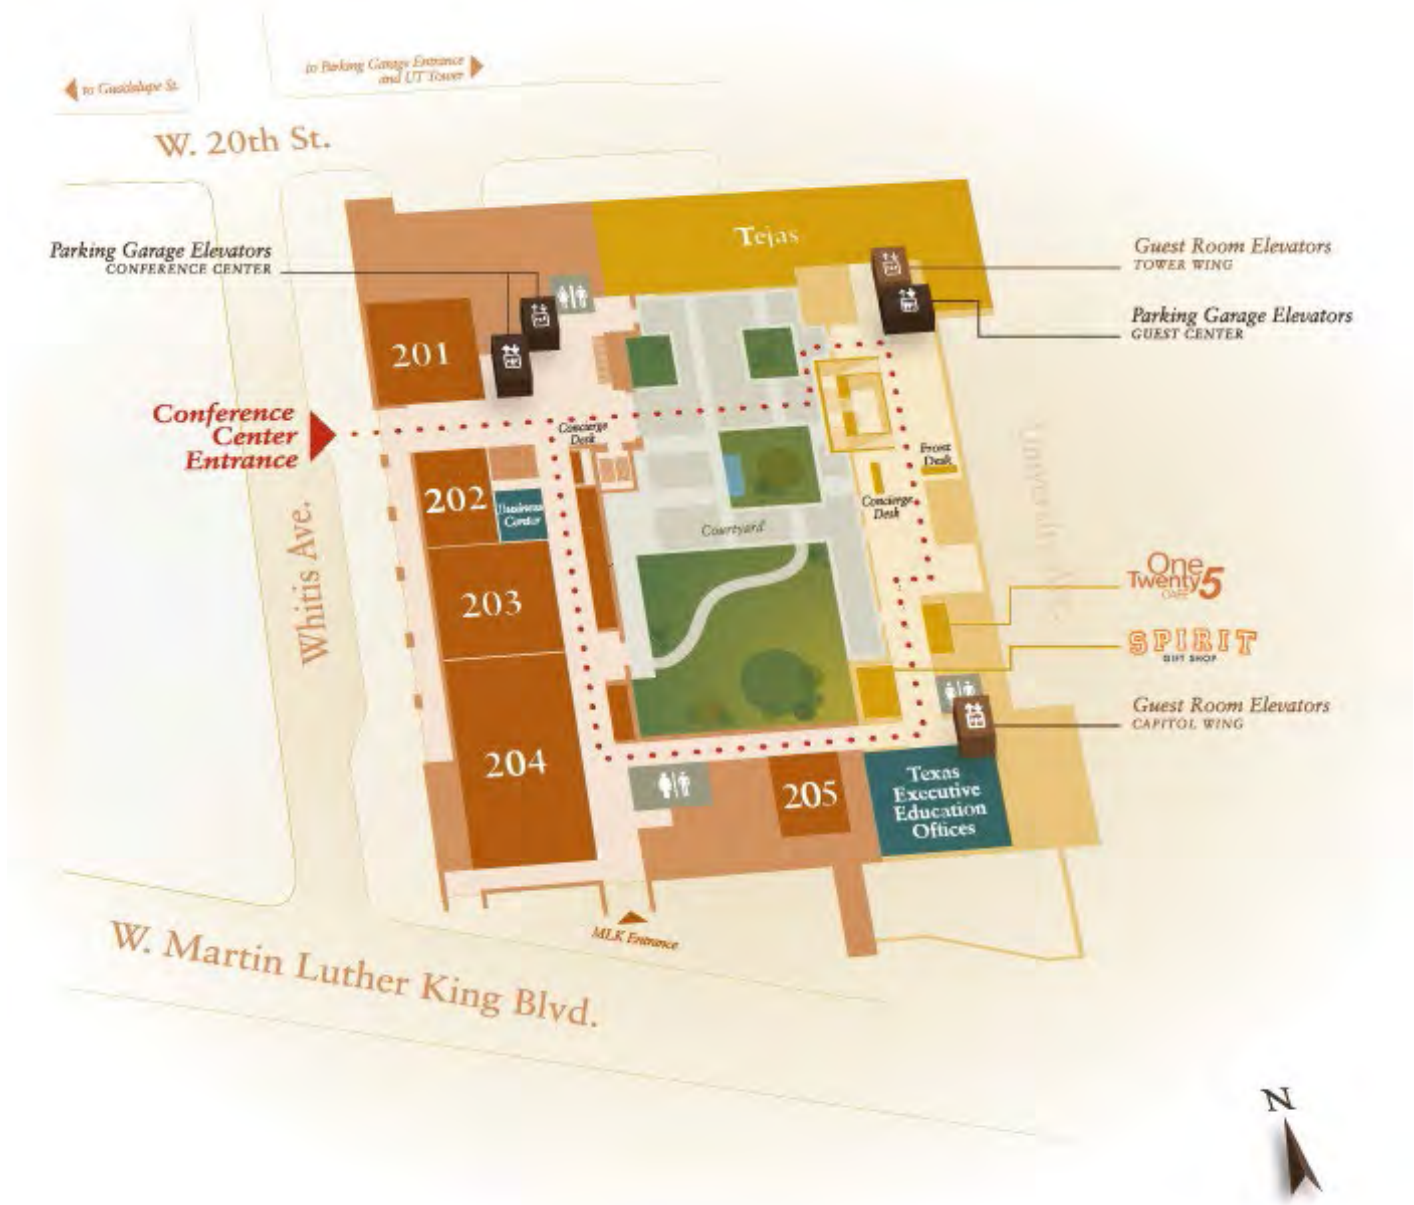 to Guadalupe St.
to Parking Garage Entrance
and UT Tower
W. 20th St.
Parking Garage Elevators
CONFERENCE CENTER
Tejas
Guest Room Elevators
TOWER WING
Parking Garage Elevators
GUEST CENTER
201
Conference
Center
Entrance
Concierge
Desk
Front
Desk
202
Business
Center
Concierge
Desk
Courtyard
Whitis Ave.
203
One
Twenty5
CAFE
SPIRIT
GIFT SHOP
Guest Room Elevators
CAPITOL WING
204
205
Texas
Executive
Education
Offices
MLK Entrance
W. Martin Luther King Blvd.
N